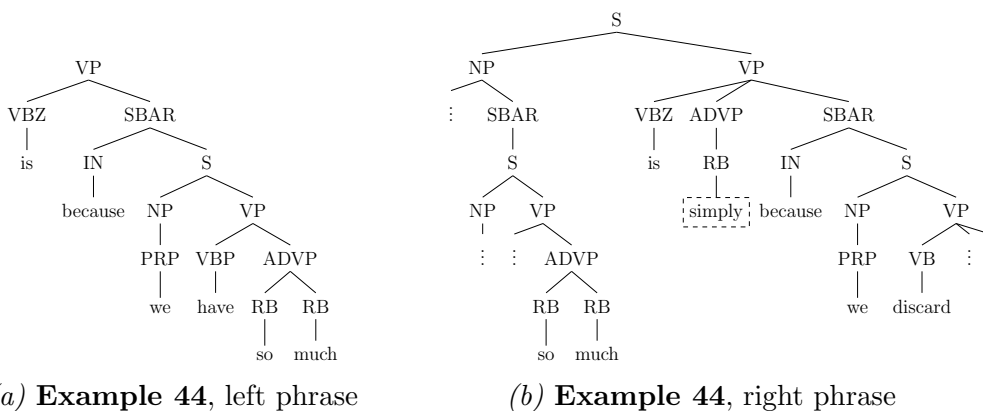 S
VP NP VP
VBZ SBAR ⋮ SBAR VBZ ADVP SBAR
is IN S S is RB IN S
because NP VP NP VP simply because NP VP
PRP VBP ADVP ⋮ ⋮ ADVP PRP VB ⋮
we have RB RB RB RB we discard
so much so much
a) Example 44, left phrase (b) Example 44, right phrase